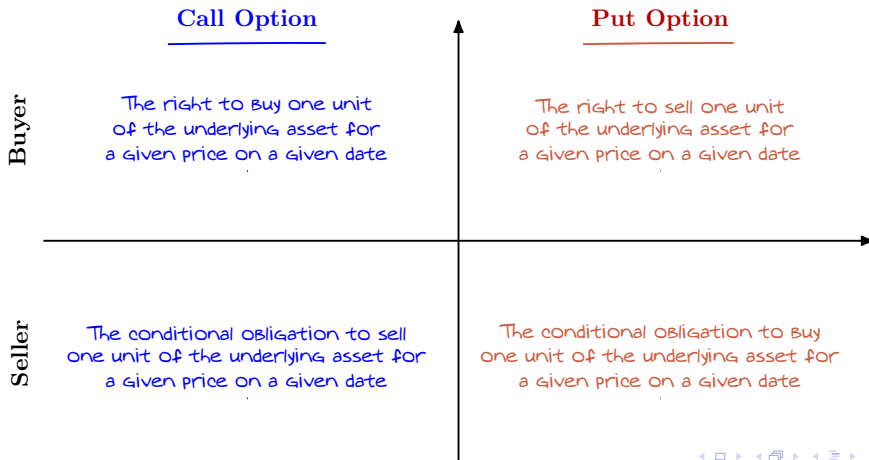 Call Option
Put Option
Buyer
The right to buy one unit
of the underlying asset for
a given price on a given date
The right to sell one unit
of the underlying asset for
a given price on a given date
Seller
The conditional obligation to sell
one unit of the underlying asset for
a given price on a given date
The conditional obligation to buy
one unit of the underlying asset for
a given price on a given date